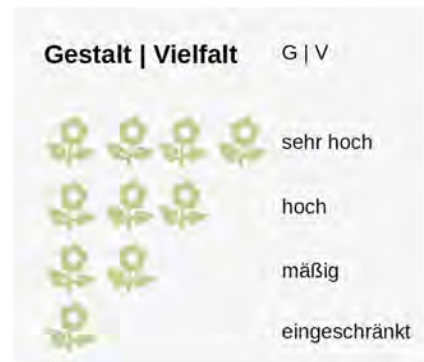 Gestalt | Vielfalt G | V
sehr hoch
hoch
mäßig
eingeschränkt